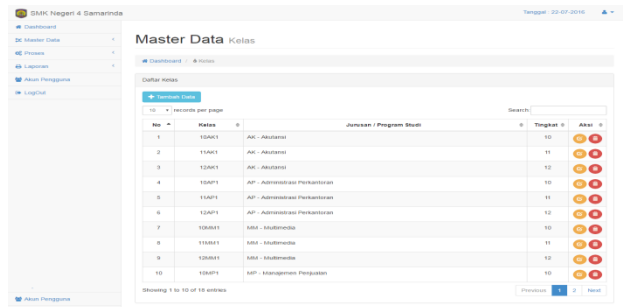 SMK Negeri 4 Samarinda
Tanggal : 22-07-2016
Dashboard
Master Data
Proses
Laporan
Akun Pengguna
LogOut
Master Data Kelas
Dashboard / Kelas
Daftar Kelas
+ Tambah Data
10 records per page
Search:
No Kelas Jurusan / Program Studi Tingkat Aksi
1 10AK1 AK - Akutansi 10
2 11AK1 AK - Akutansi 11
3 12AK1 AK - Akutansi 12
4 10AP1 AP - Administrasi Perkantoran 10
5 11AP1 AP - Administrasi Perkantoran 11
6 12AP1 AP - Administrasi Perkantoran 12
7 10MM1 MM - Multimedia 10
8 11MM1 MM - Multimedia 11
9 12MM1 MM - Multimedia 12
10 10MP1 MP - Manajemen Penjualan 10
Showing 1 to 10 of 16 entries
Previous 1 2 Next
Akun Pengguna